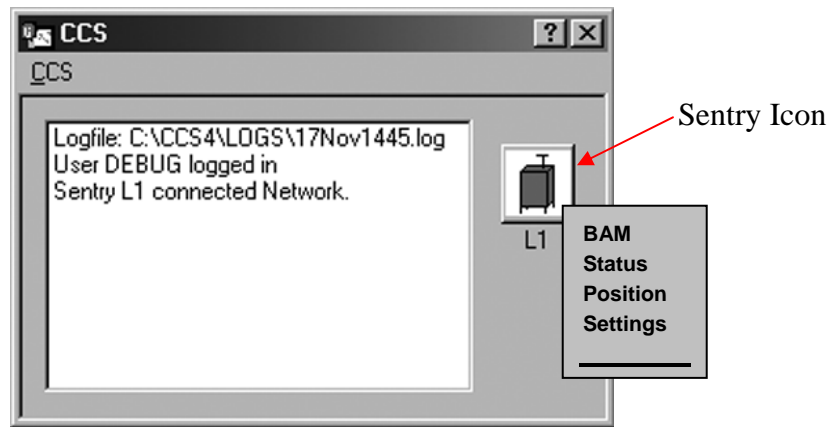 CCS
CCS
Logfile: C:\CCS4\LOGS\17Nov1445.log
User DEBUG logged in
Sentry L1 connected Network.
Sentry Icon
L1
BAM
Status
Position
Settings